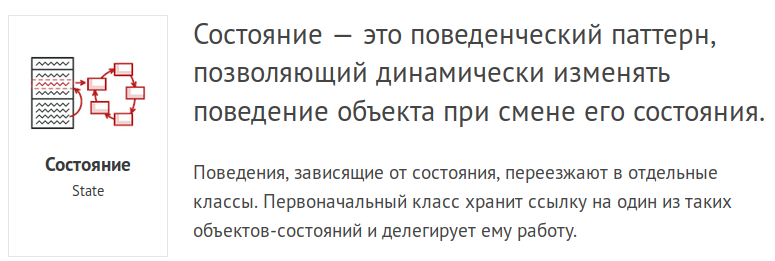 Состояние — это поведенческий паттерн,
позволяющий динамически изменять
поведение объекта при смене его состояния.
Состояние
State
Поведения, зависящие от состояния, переезжают в отдельные
классы. Первоначальный класс хранит ссылку на один из таких
объектов-состояний и делегирует ему работу.